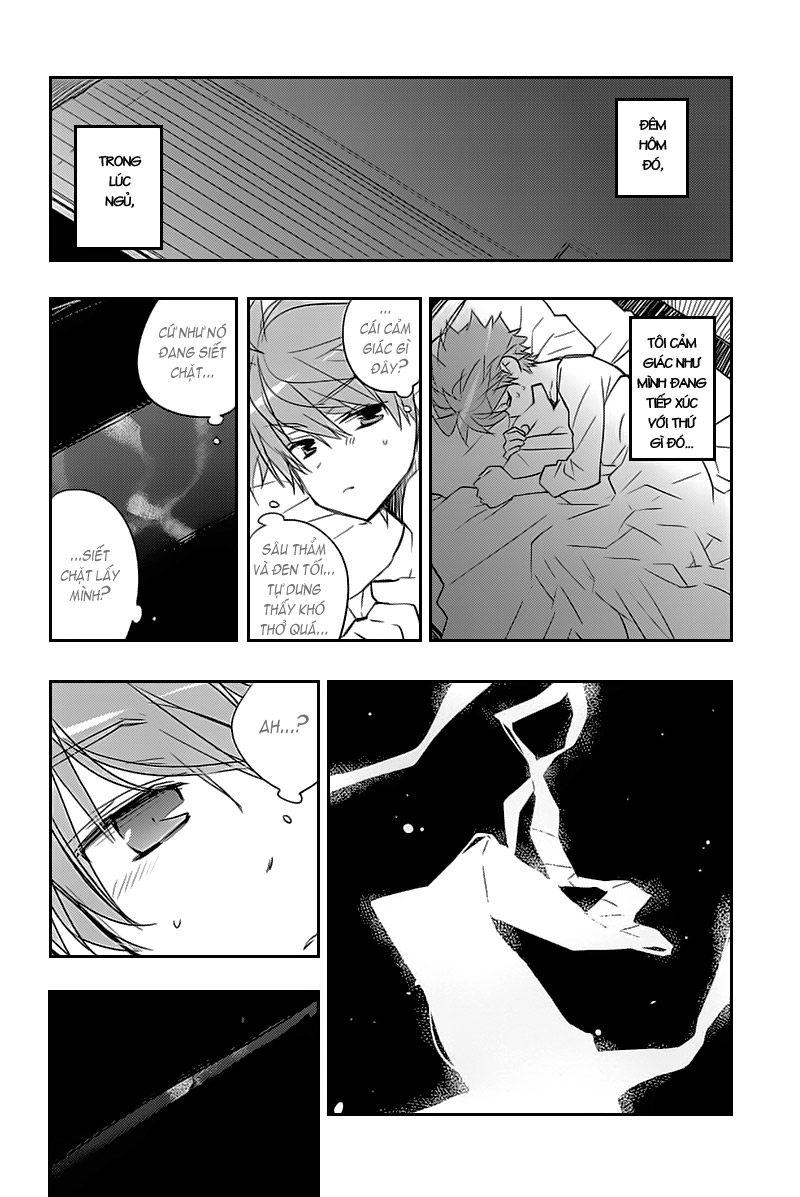 ĐÊM
HÔM
ĐÓ,
TRONG
LÚC
NGỦ,
TÔI CẢM
GIÁC NHƯ
MÌNH ĐANG
TIẾP XÚC
VỚI THỨ
GÌ ĐÓ...
...
CÁI CẢM
GIÁC GÌ
ĐÂY?
SÂU THẲM
VÀ ĐEN TỐI...
TỰ DUNG
THẤY KHÓ
THỞ QUÁ...
CỨ NHƯ NÓ
ĐANG SIẾT
CHẶT...
...SIẾT
CHẶT LẤY
MÌNH?
AH...?